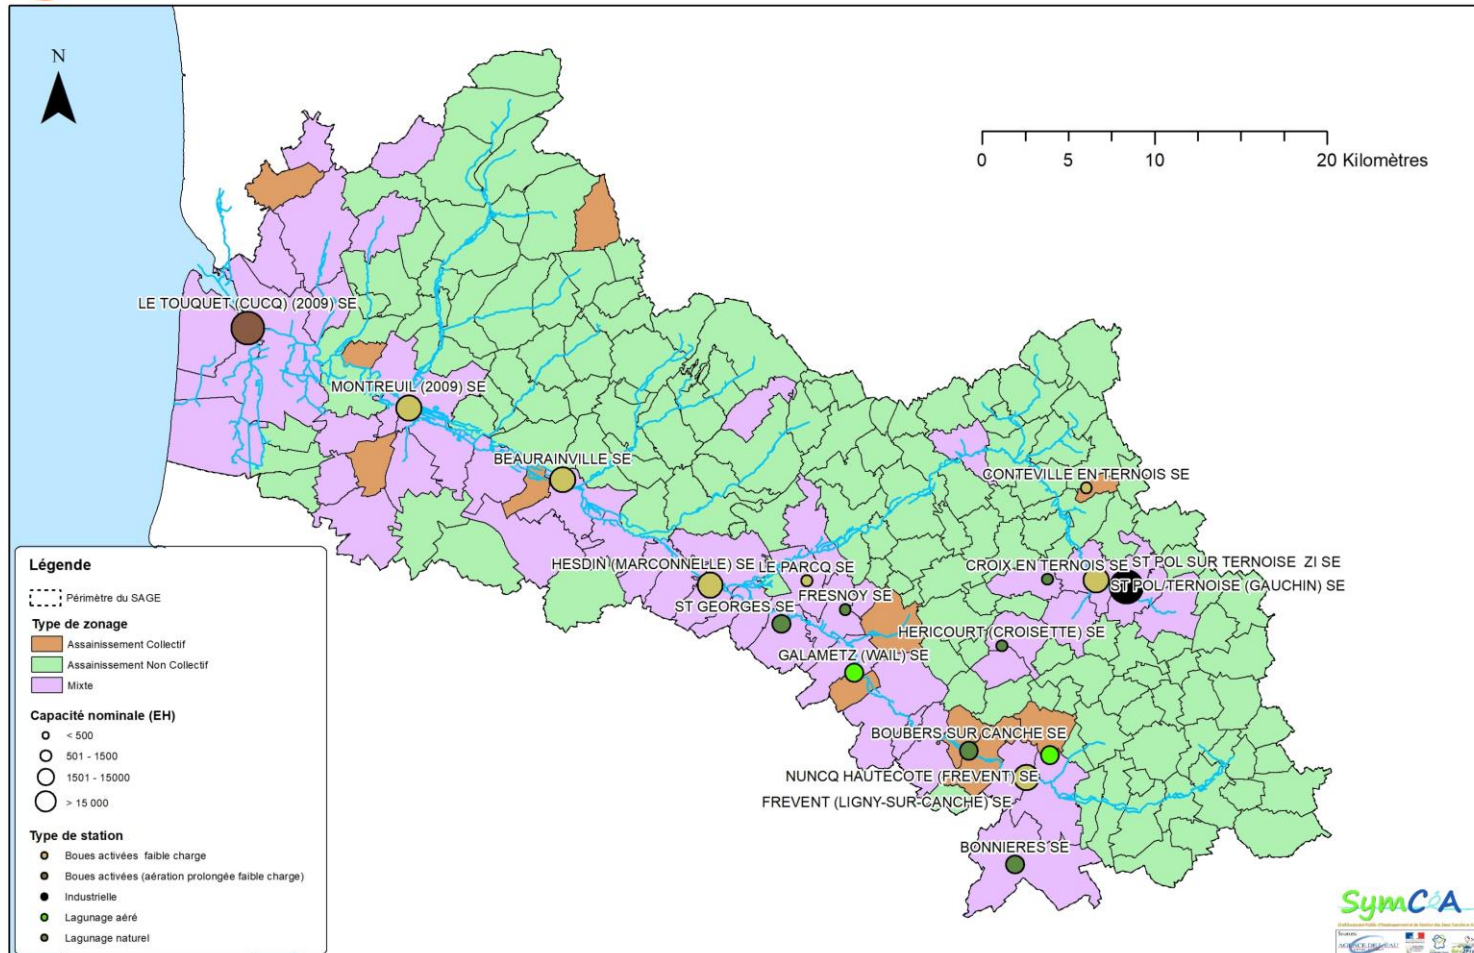 N
0 5 10 20 Kilomètres
LE TOUQUET (CUCQ) (2009) SE
MONTREUIL (2009) SE
BEAURAINVILLE SE
CONTEVILLE EN TERNOIS SE
HESDIN (MARCONNELLE) SE
LE PARCQ SE
CROIX EN TERNOIS SE
ST POL SUR TERNOISE ZI SE
ST POL/TERNOISE (GAUCHIN) SE
FRESNOY SE
ST GEORGES SE
HERICOURT (CROISETTE) SE
GALAMETZ (WAIL) SE
BOUBERS SUR CANCHE SE
NUNCQ HAUTECOTE (FREVENT) SE
FREVENT (LIGNY-SUR-CANCHE) SE
BONNIERES SE
Légende
Périmètre du SAGE
Type de zonage
Assainissement Collectif
Assainissement Non Collectif
Mixte
Capacité nominale (EH)
< 500
501 - 1500
1501 - 15000
> 15 000
Type de station
Boues activées faible charge
Boues activées (aération prolongée faible charge)
Industrielle
Lagunage aéré
Lagunage naturel
SymCéA
AGENCE DE L'EAU